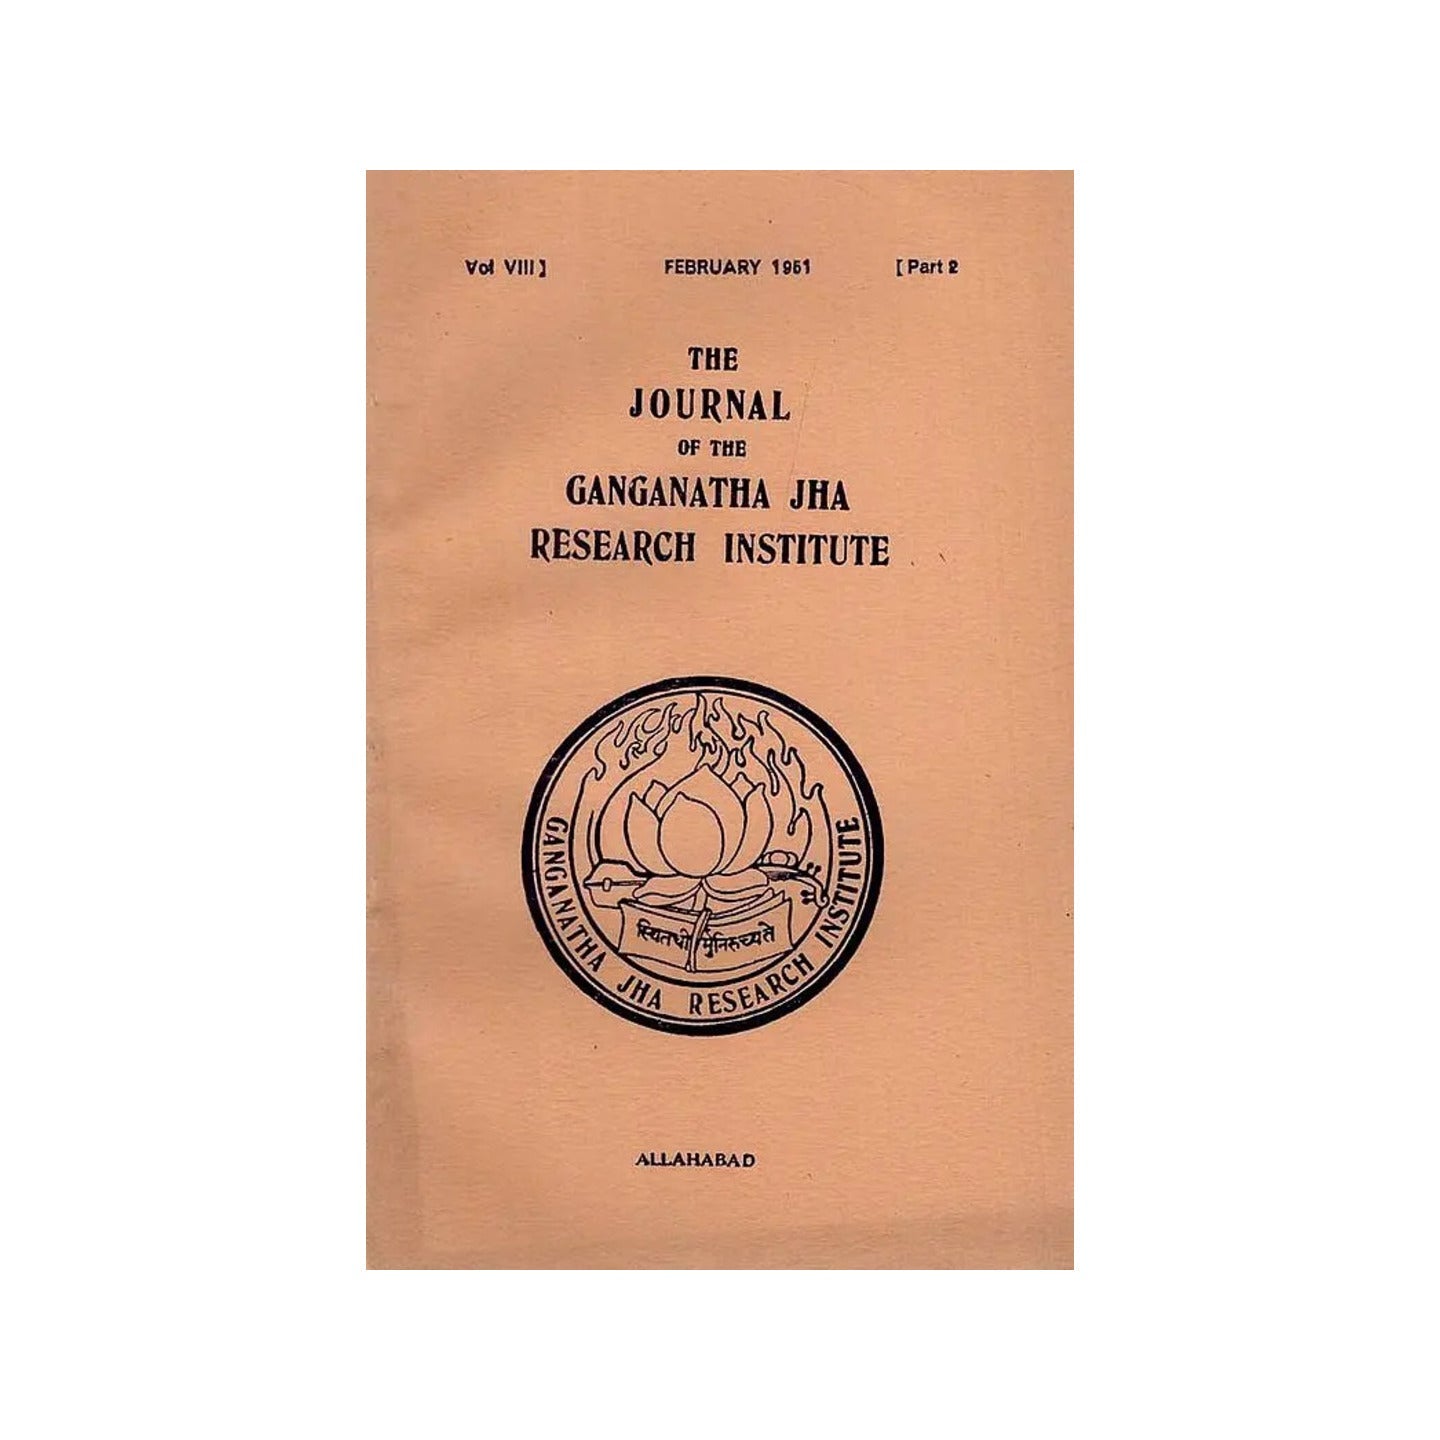 Vol VIII ]
FEBRUARY 1951
[ Part 2
THE
JOURNAL
OF THE
GANGANATHA JHA
RESEARCH INSTITUTE
GANGANATHA JHA RESEARCH INSTITUTE
स्थितधी र्मुनिरुच्यते
ALLAHABAD